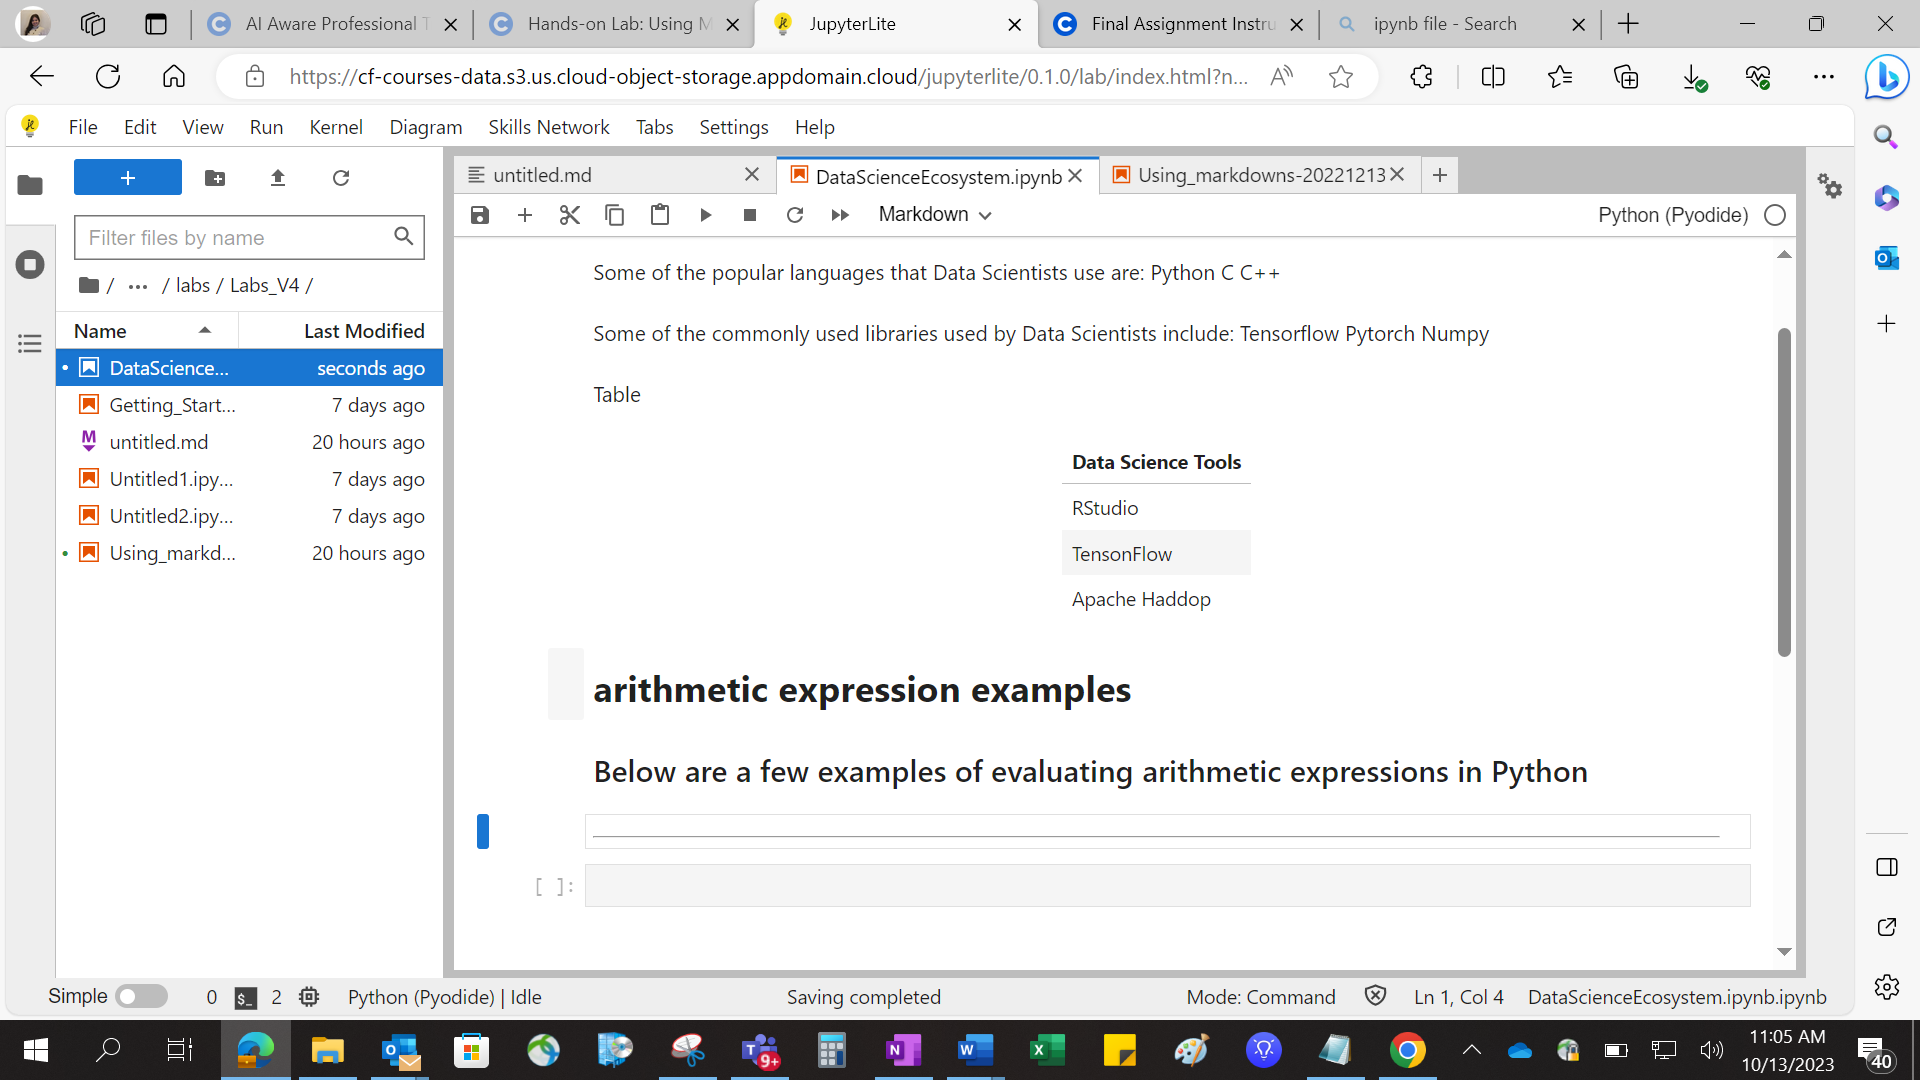 AI Aware Professional T
Hands-on Lab: Using M
JupyterLite
Final Assignment Instru
ipynb file - Search
https://cf-courses-data.s3.us.cloud-object-storage.appdomain.cloud/jupyterlite/0.1.0/lab/index.html?n...
File Edit View Run Kernel Diagram Skills Network Tabs Settings Help
+
untitled.md
DataScienceEcosystem.ipynb
Using_markdowns-20221213
Markdown
Python (Pyodide)
Filter files by name
/ ... / labs / Labs_V4 /
Name Last Modified
DataScience... seconds ago
Getting_Start... 7 days ago
untitled.md 20 hours ago
Untitled1.ipy... 7 days ago
Untitled2.ipy... 7 days ago
Using_markd... 20 hours ago
Some of the popular languages that Data Scientists use are: Python C C++
Some of the commonly used libraries used by Data Scientists include: Tensorflow Pytorch Numpy
Table
Data Science Tools
RStudio
TensonFlow
Apache Haddop
arithmetic expression examples
Below are a few examples of evaluating arithmetic expressions in Python
[ ]:
Simple 0 $_ 2 Python (Pyodide) | Idle Saving completed Mode: Command Ln 1, Col 4 DataScienceEcosystem.ipynb.ipynb
9+
11:05 AM
10/13/2023
40